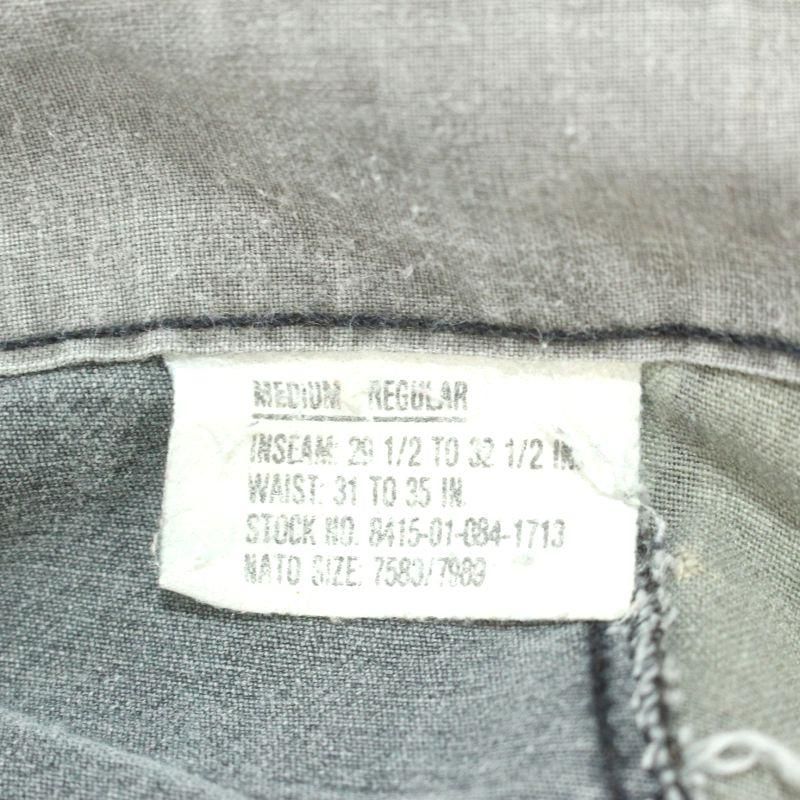 MEDIUM REGULAR
INSEAM: 29 1/2 TO 32 1/2 IN.
WAIST: 31 TO 35 IN.
STOCK NO. 8415-01-084-1713
NATO SIZE: 7580/7989